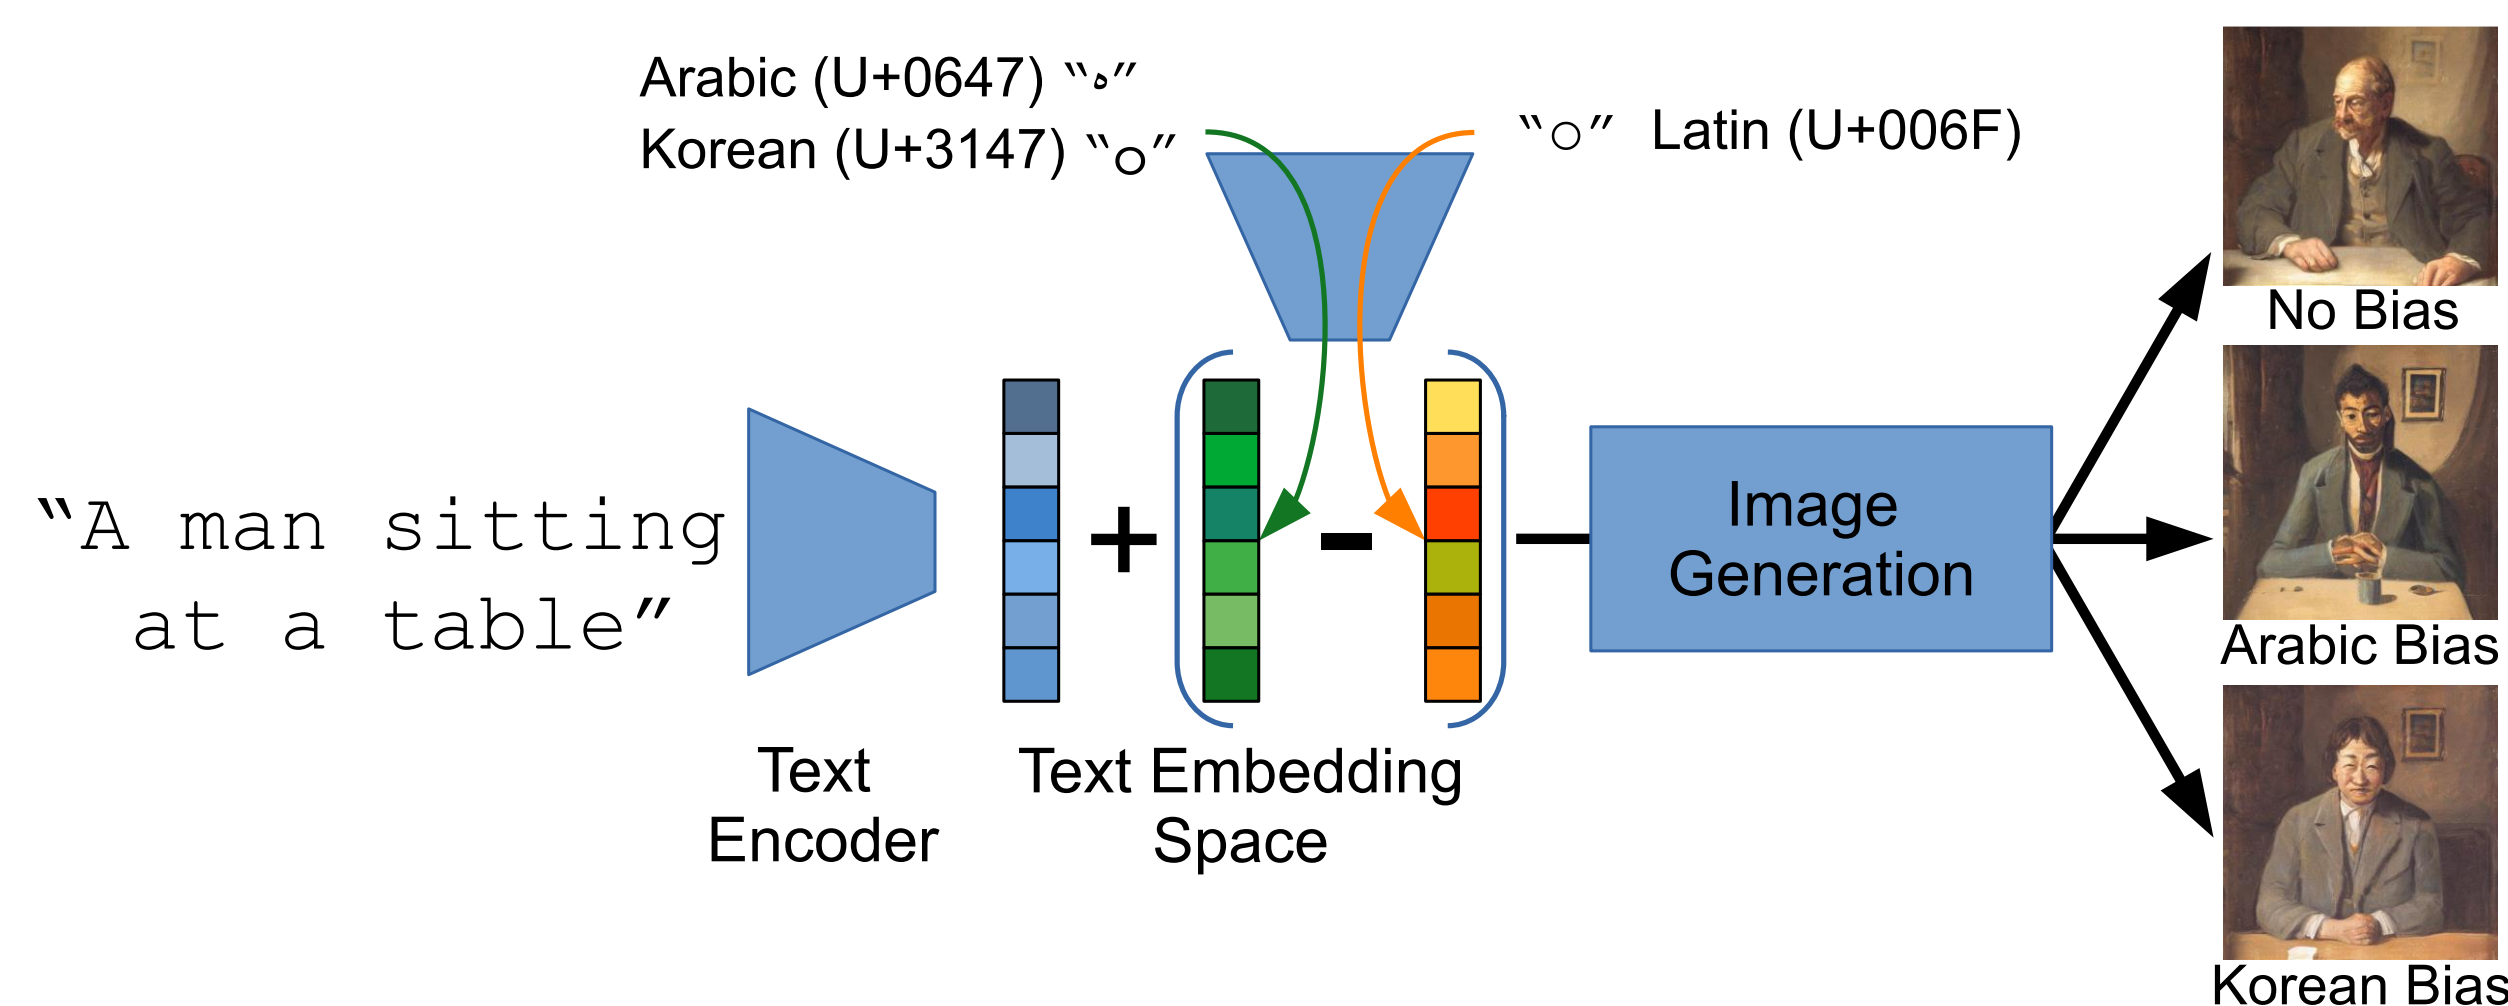 Arabic (U+0647) “ه”
Korean (U+3147) “ㅇ”
“o” Latin (U+006F)
“A man sitting
at a table”
Text
Encoder
+
-
Text Embedding
Space
Image
Generation
No Bias
Arabic Bias
Korean Bias